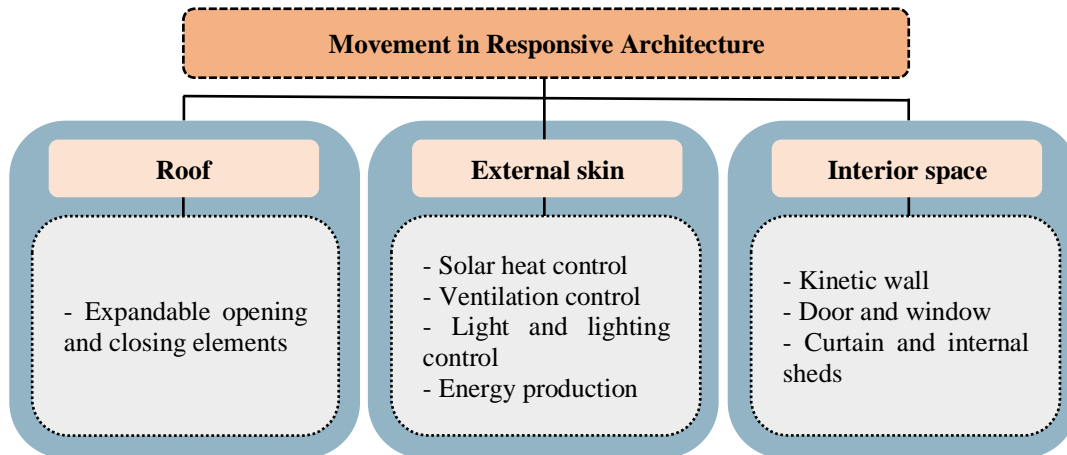 Movement in Responsive Architecture
Roof
- Expandable opening
and closing elements
External skin
- Solar heat control
- Ventilation control
- Light and lighting
control
- Energy production
Interior space
- Kinetic wall
- Door and window
- Curtain and internal
sheds